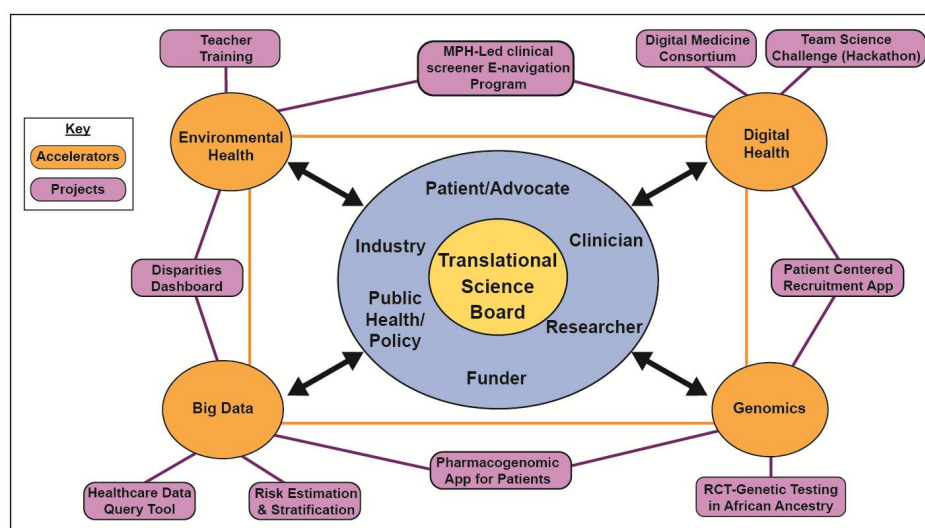 Teacher
Training
MPH-Led clinical
screener E-navigation
Program
Digital Medicine
Consortium
Team Science
Challenge (Hackathon)
Key
Accelerators
Projects
Environmental
Health
Digital
Health
Patient/Advocate
Industry
Clinician
Translational
Science
Board
Public
Health/
Policy
Researcher
Funder
Disparities
Dashboard
Patient Centered
Recruitment App
Big Data
Genomics
Healthcare Data
Query Tool
Risk Estimation
& Stratification
Pharmacogenomic
App for Patients
RCT-Genetic Testing
in African Ancestry